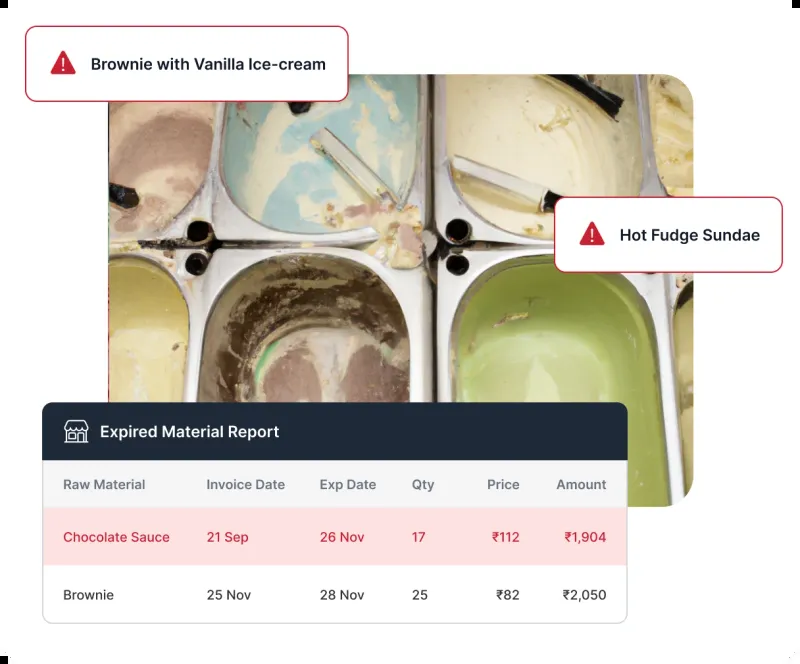 Brownie with Vanilla Ice-cream
Hot Fudge Sundae
Expired Material Report
Raw Material Invoice Date Exp Date Qty Price Amount
Chocolate Sauce 21 Sep 26 Nov 17 ₹112 ₹1,904
Brownie 25 Nov 28 Nov 25 ₹82 ₹2,050